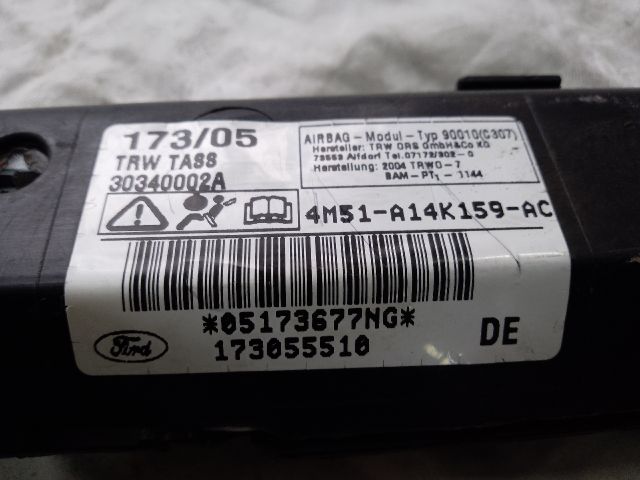 173/05
TRW TASS
30340002A
AIRBAG - Modul - Typ 90010(C307)
Hersteller: TRW ORS GmbH&Co KG
73553 Alfdorf Tel.07172/302-0
Herstellung: 2004 TRWO-7
BAM-PT1 - 1144
4M51-A14K159-AC
*05173677NG*
Ford
173055510
DE